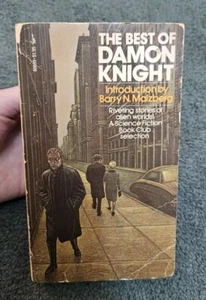 THE BEST OF
DAMON
KNIGHT
Introduction by
Barry N. Malzberg
Riveting stories of
alien worlds
A Science Fiction
Book Club
selection